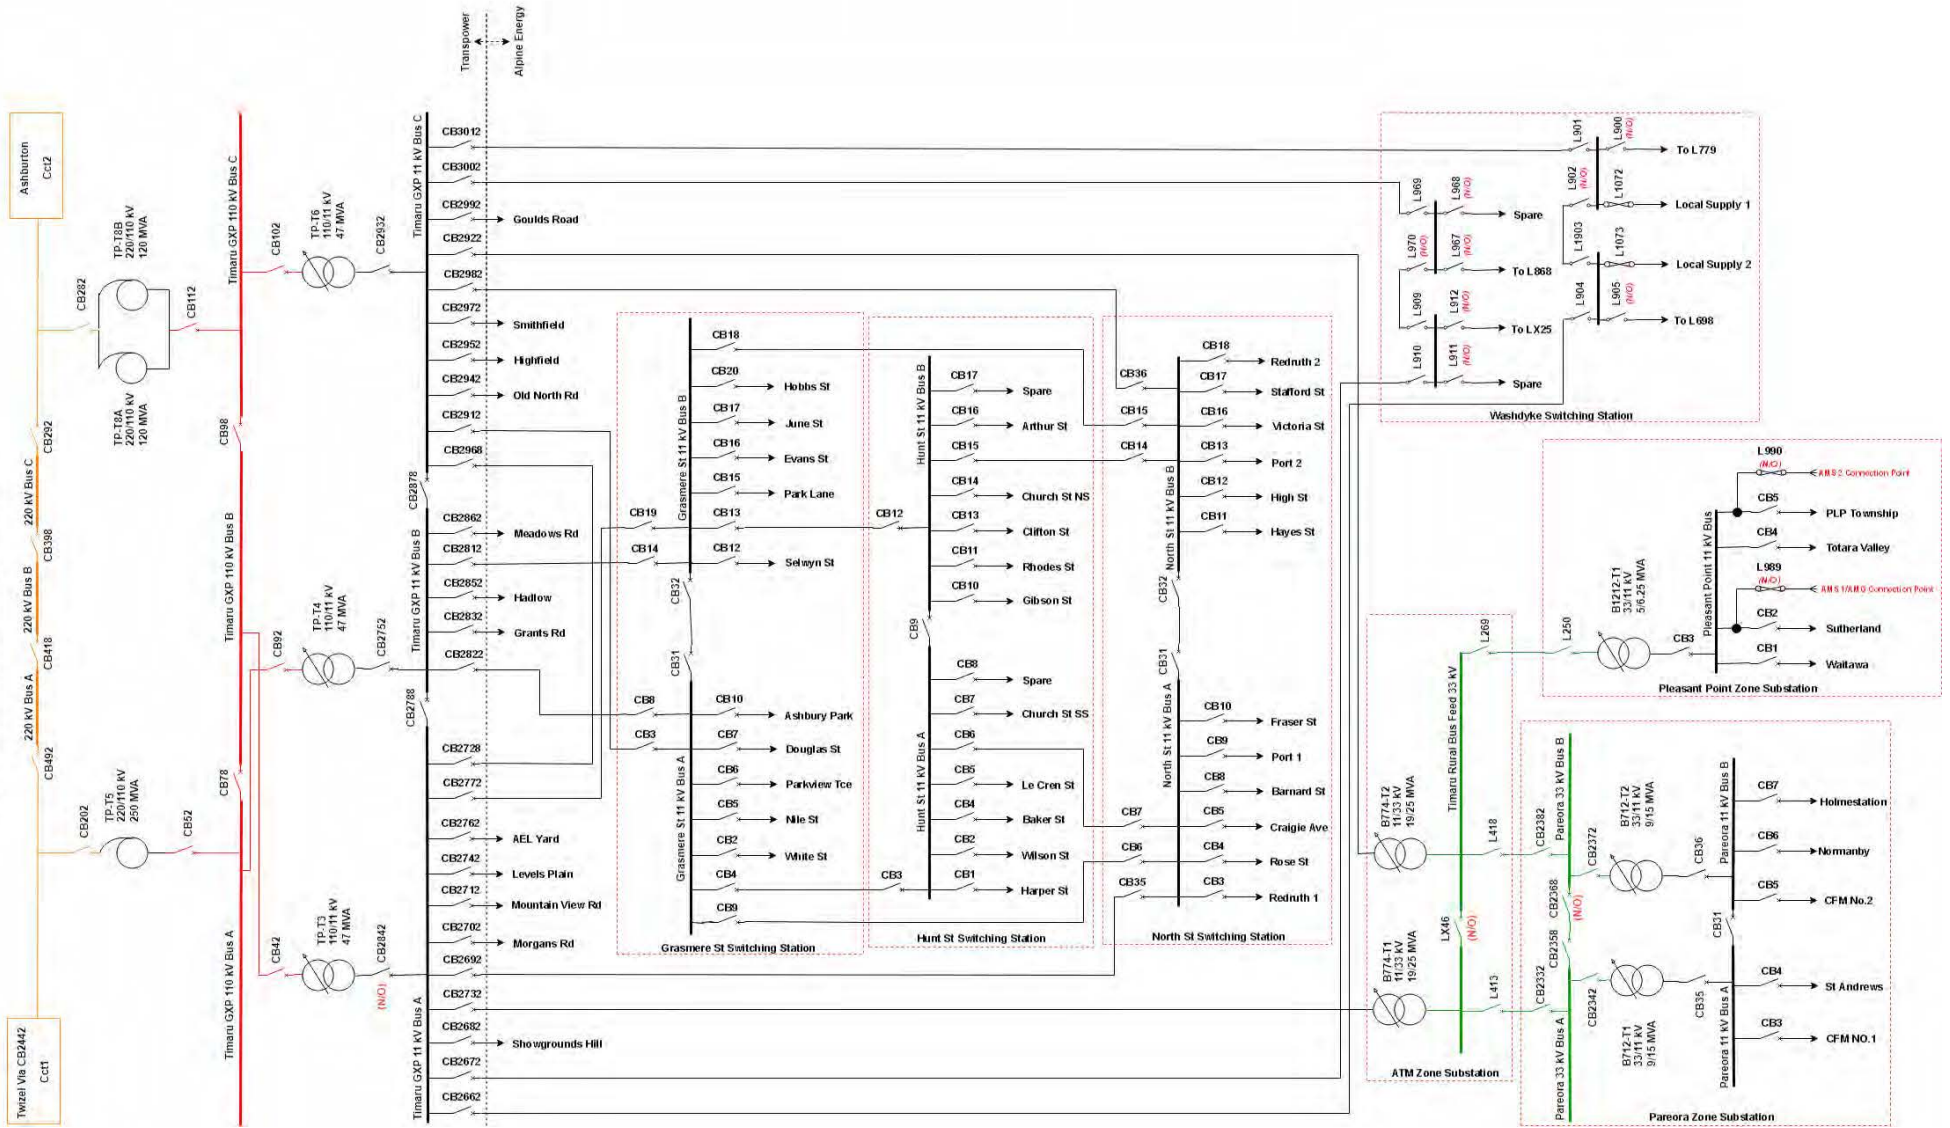 Transpower
Alpine Energy
Ashburton
Cct2
CB282
TP-T8B
220/110 kV
120 MVA
CB112
TP-T8A
220/110 kV
120 MVA
CB292
220 kV Bus C
CB398
220 kV Bus B
CB418
220 kV Bus A
CB492
CB202
TP-T5
220/110 kV
250 MVA
CB52
Twizel Via CB2442
Cct1
Timaru GXP 110 kV Bus C
CB98
Timaru GXP 110 kV Bus B
CB78
Timaru GXP 110 kV Bus A
CB102
TP-T6
110/11 kV
47 MVA
CB2932
CB92
TP-T4
110/11 kV
47 MVA
CB2752
CB42
TP-T3
110/11 kV
47 MVA
CB2842
(N/O)
Timaru GXP 11 kV Bus C
CB2878
Timaru GXP 11 kV Bus B
CB2788
Timaru GXP 11 kV Bus A
CB3012
CB3002
CB2992
Goulds Road
CB2922
CB2982
CB2972
Smithfield
CB2952
Highfield
CB2942
Old North Rd
CB2912
CB2968
CB2862
Meadows Rd
CB2812
CB2852
Hadlow
CB2832
Grants Rd
CB2822
CB2728
CB2772
CB2762
AEL Yard
CB2742
Levels Plain
CB2712
Mountain View Rd
CB2702
Morgans Rd
CB2692
CB2732
CB2682
Showgrounds Hill
CB2672
CB2662
Grasmere St 11 kV Bus B
CB18
CB20
Hobbs St
CB17
June St
CB16
Evans St
CB15
Park Lane
CB19
CB13
CB14
CB12
Selwyn St
CB32
CB31
Grasmere St 11 kV Bus A
CB8
CB10
Ashbury Park
CB3
CB7
Douglas St
CB6
Parkview Tce
CB5
Nile St
CB2
White St
CB4
CB9
Grasmere St Switching Station
Hunt St 11 kV Bus B
CB17
Spare
CB16
Arthur St
CB15
CB14
Church St NS
CB12
CB13
Clifton St
CB11
Rhodes St
CB10
Gibson St
CB9
Hunt St 11 kV Bus A
CB8
Spare
CB7
Church St SS
CB6
CB5
Le Cren St
CB4
Baker St
CB2
Wilson St
CB3
CB1
Harper St
Hunt St Switching Station
North St 11 kV Bus B
CB18
Redruth 2
CB36
CB17
Stafford St
CB15
CB16
Victoria St
CB14
CB13
Port 2
CB12
High St
CB11
Hayes St
CB32
CB31
North St 11 kV Bus A
CB10
Fraser St
CB9
Port 1
CB8
Barnard St
CB7
CB5
Craigie Ave
CB6
CB4
Rose St
CB35
CB3
Redruth 1
North St Switching Station
L901
L900
(N/O)
To L779
L902
(N/O)
L1072
Local Supply 1
L1903
L1073
Local Supply 2
L904
L905
(N/O)
To L698
L969
L968
(N/O)
Spare
L970
(N/O)
L967
(N/O)
To L868
L909
L912
(N/O)
To LX25
L910
L911
(N/O)
Spare
Washdyke Switching Station
L990
(N/O)
AMS 2 Connection Point
CB5
PLP Township
CB4
Totara Valley
L989
(N/O)
AMS 1/AMG Connection Point
CB2
Sutherland
CB1
Waitawa
Pleasant Point 11 kV Bus
B1212-T1
33/11 kV
5/6.25 MVA
CB3
L250
Pleasant Point Zone Substation
L269
Timaru Rural Bus Feed 33 kV
B774-T2
11/33 kV
19/25 MVA
L418
LX46
(N/O)
B774-T1
11/33 kV
19/25 MVA
L413
ATM Zone Substation
Pareora 33 kV Bus B
CB2382
CB2372
CB2368
(N/O)
CB2358
CB2332
CB2342
Pareora 33 kV Bus A
B712-T2
33/11 kV
9/15 MVA
CB36
B712-T1
33/11 kV
9/15 MVA
CB35
Pareora 11 kV Bus B
CB7
Holmestation
CB6
Normanby
CB5
CFM No.2
CB31
CB4
St Andrews
CB3
CFM NO.1
Pareora 11 kV Bus A
Pareora Zone Substation